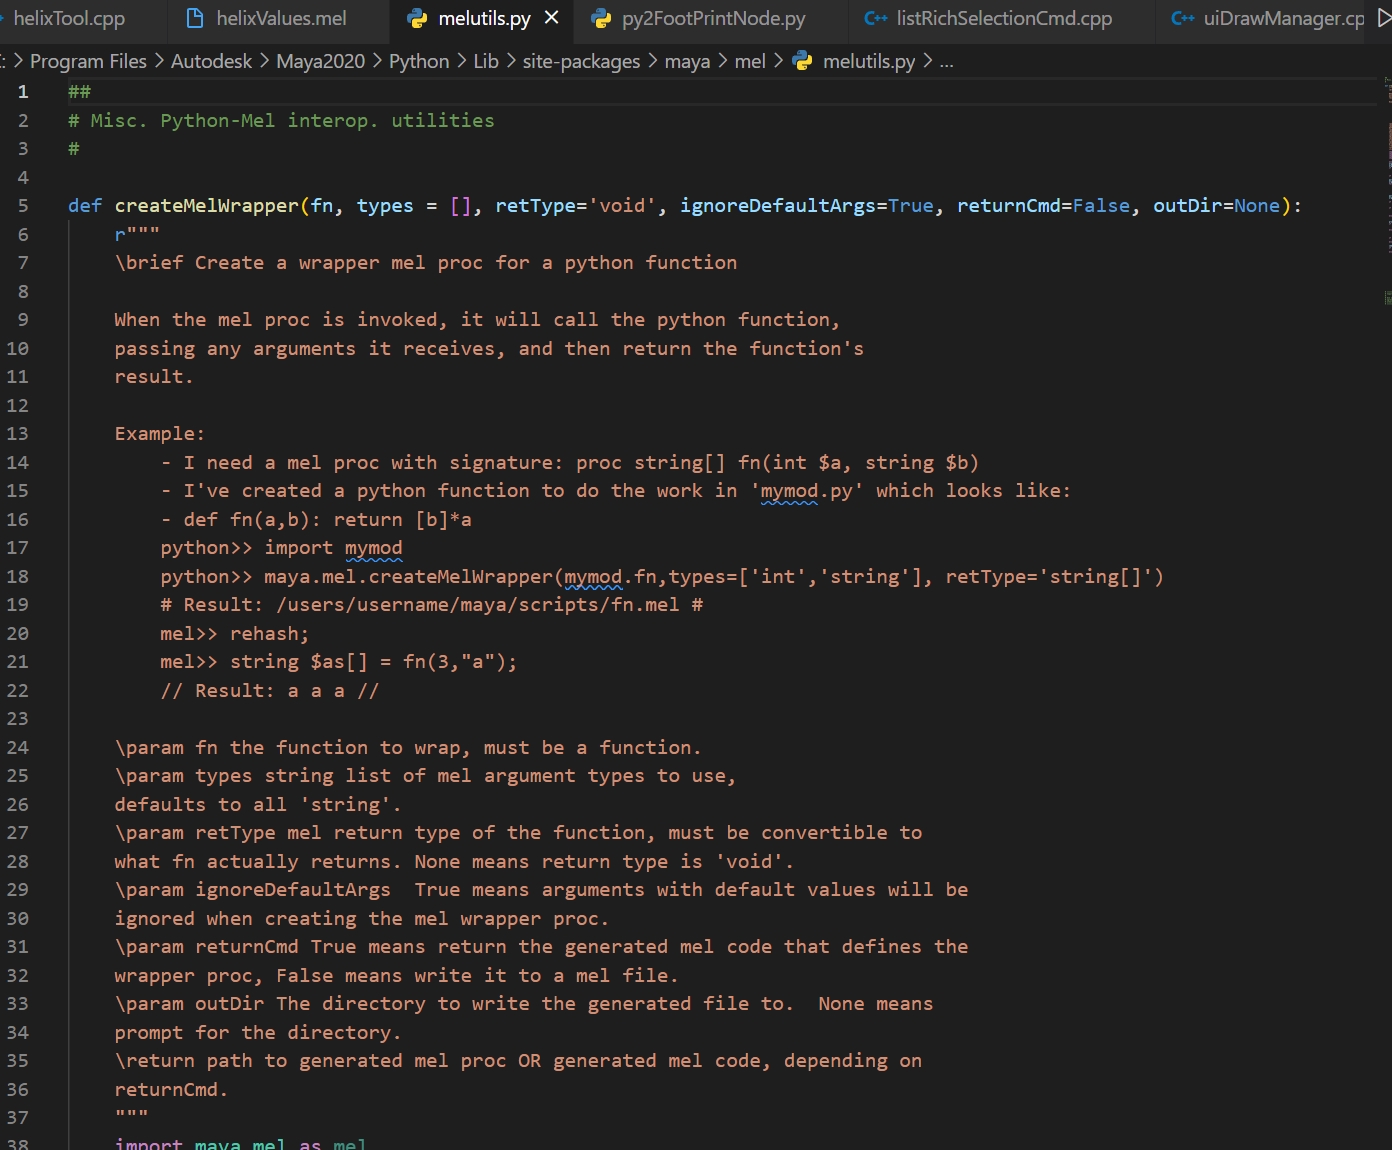 helixTool.cpp helixValues.mel melutils.py × py2FootPrintNode.py C++ listRichSelectionCmd.cpp C++ uiDrawManager.cp
: > Program Files > Autodesk > Maya2020 > Python > Lib > site-packages > maya > mel > melutils.py > ...
1 ##
2 # Misc. Python-Mel interop. utilities
3 #
4
5 def createMelWrapper(fn, types = [], retType='void', ignoreDefaultArgs=True, returnCmd=False, outDir=None):
6 r"""
7 \brief Create a wrapper mel proc for a python function
8
9 When the mel proc is invoked, it will call the python function,
10 passing any arguments it receives, and then return the function's
11 result.
12
13 Example:
14 - I need a mel proc with signature: proc string[] fn(int $a, string $b)
15 - I've created a python function to do the work in 'mymod.py' which looks like:
16 - def fn(a,b): return [b]*a
17 python>> import mymod
18 python>> maya.mel.createMelWrapper(mymod.fn,types=['int','string'], retType='string[]')
19 # Result: /users/username/maya/scripts/fn.mel #
20 mel>> rehash;
21 mel>> string $as[] = fn(3,"a");
22 // Result: a a a //
23
24 \param fn the function to wrap, must be a function.
25 \param types string list of mel argument types to use,
26 defaults to all 'string'.
27 \param retType mel return type of the function, must be convertible to
28 what fn actually returns. None means return type is 'void'.
29 \param ignoreDefaultArgs  True means arguments with default values will be
30 ignored when creating the mel wrapper proc.
31 \param returnCmd True means return the generated mel code that defines the
32 wrapper proc, False means write it to a mel file.
33 \param outDir The directory to write the generated file to.  None means
34 prompt for the directory.
35 \return path to generated mel proc OR generated mel code, depending on
36 returnCmd.
37 """
38 import maya.mel as mel